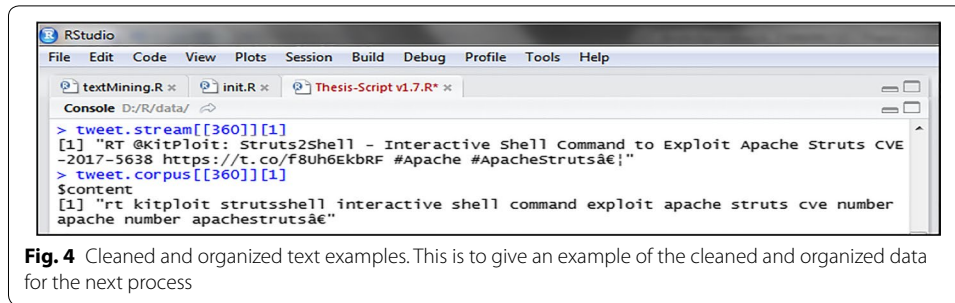 RStudio
File Edit Code View Plots Session Build Debug Profile Tools Help
textMining.R × init.R × Thesis-Script v1.7.R* ×
Console D:/R/data/
> tweet.stream[[360]][1]
[1] "RT @KitPloit: Struts2Shell - Interactive Shell Command to Exploit Apache Struts CVE
-2017-5638 https://t.co/f8Uh6EkbRF #Apache #ApacheStrutsâ€¦"
> tweet.corpus[[360]][1]
$content
[1] "rt kitploit strutsshell interactive shell command exploit apache struts cve number
apache number apachestrutsâ€"
Fig. 4 Cleaned and organized text examples. This is to give an example of the cleaned and organized data
for the next process